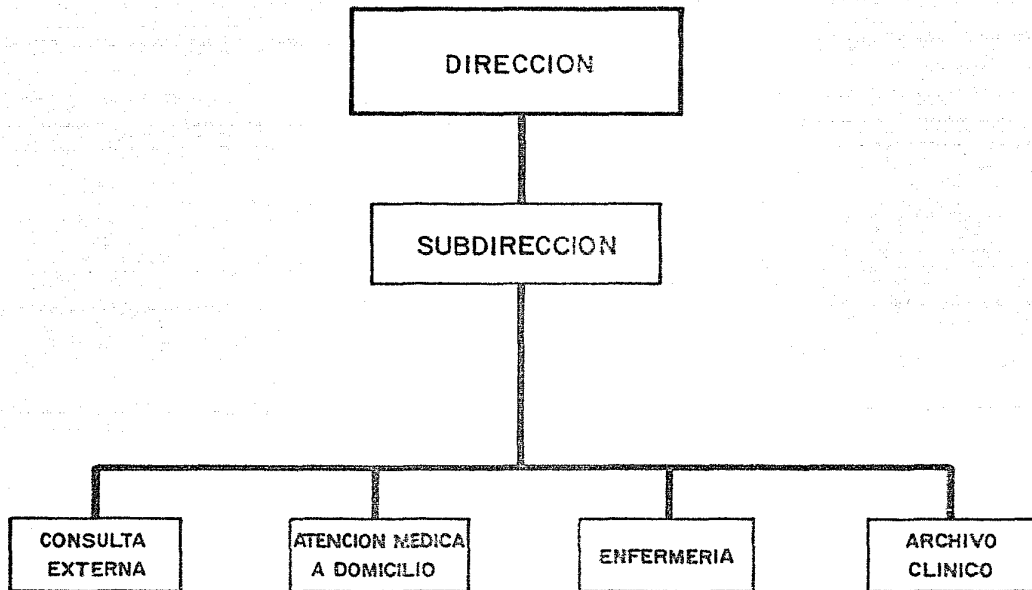 DIRECCION
SUBDIRECCION
CONSULTA
EXTERNA
ATENCION MEDICA
A DOMICILIO
ENFERMERIA
ARCHIVO
CLINICO